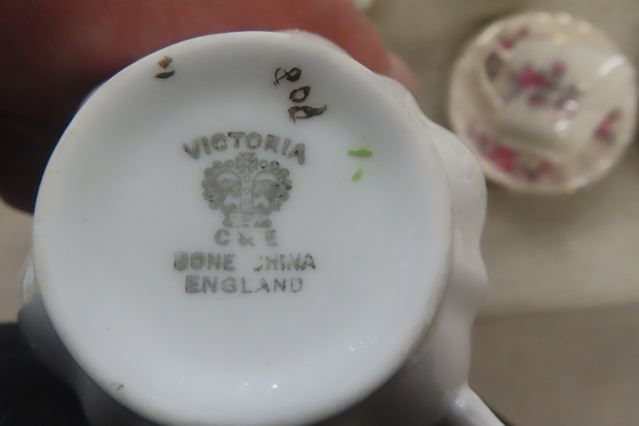 VICTORIA
C & E
BONE CHINA
ENGLAND